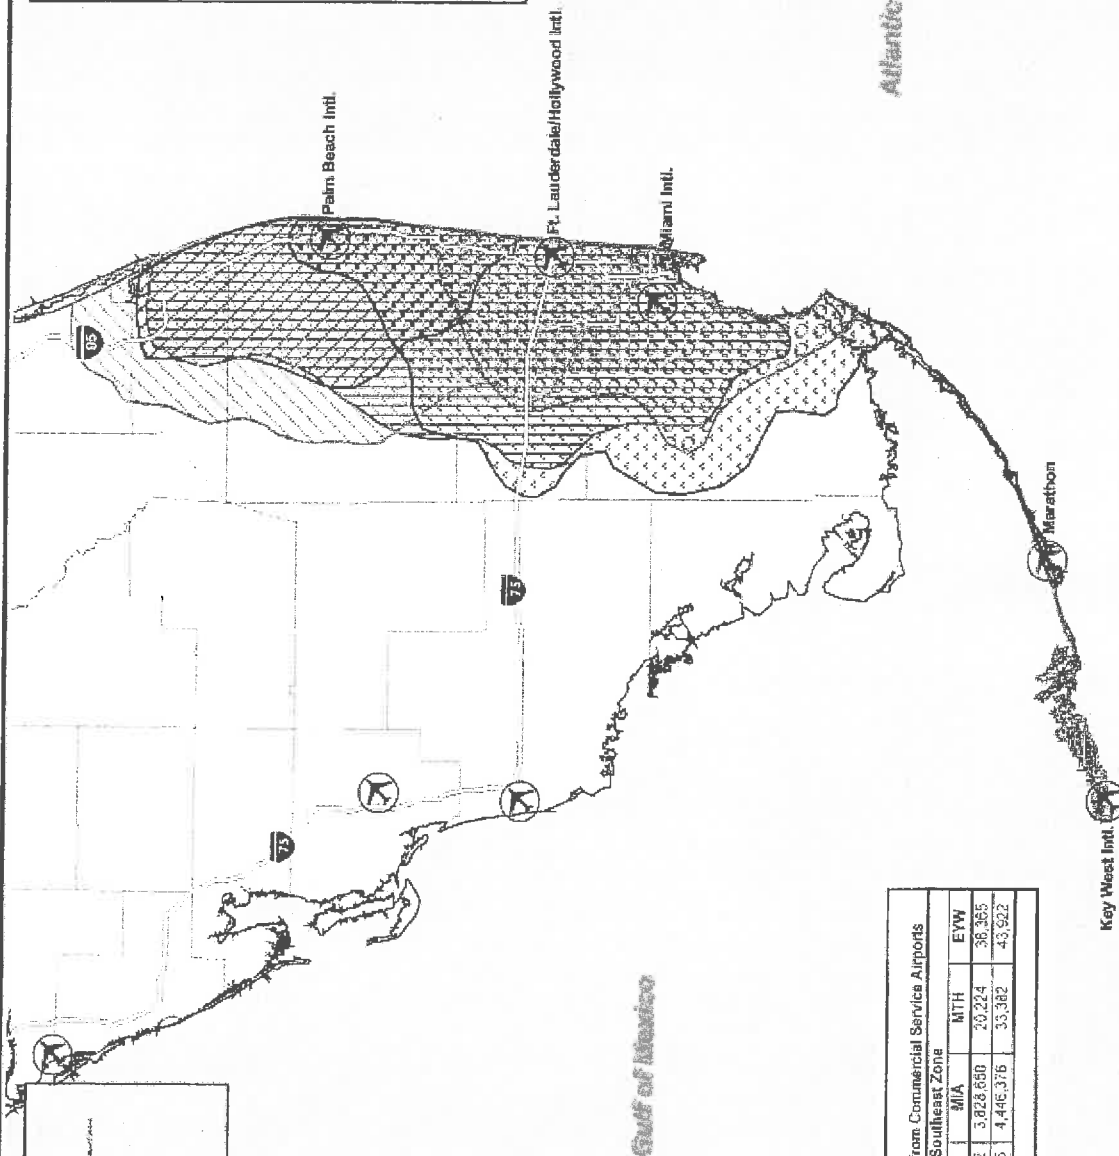 Atlantic
Palm Beach Intl.
Ft. Lauderdale/Hollywood Intl.
Miami Intl.
95
75
75
Marathon
Key West Intl.
Gulf of Mexico
from Commercial Service Airports
Southeast Zone
MIA MTH EYW
3,828,650 20,224 36,365
4,446,376 33,382 43,922